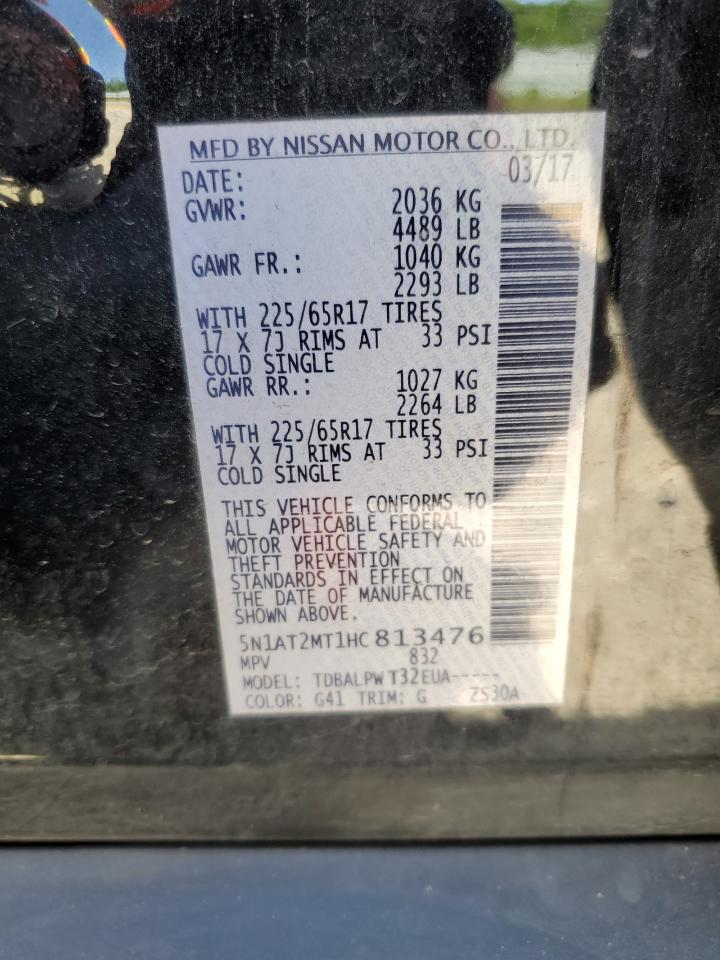 MFD BY NISSAN MOTOR CO., LTD.
DATE: 03/17
GVWR: 2036 KG
4489 LB
GAWR FR.: 1040 KG
2293 LB
WITH 225/65R17 TIRES
17 X 7J RIMS AT 33 PSI
COLD SINGLE
GAWR RR.: 1027 KG
2264 LB
WITH 225/65R17 TIRES
17 X 7J RIMS AT 33 PSI
COLD SINGLE
THIS VEHICLE CONFORMS TO
ALL APPLICABLE FEDERAL
MOTOR VEHICLE SAFETY AND
THEFT PREVENTION
STANDARDS IN EFFECT ON
THE DATE OF MANUFACTURE
SHOWN ABOVE.
5N1AT2MT1HC813476
MPV 832
MODEL: TDBALPW T32EUA-----
COLOR: G41 TRIM: G ZS30A